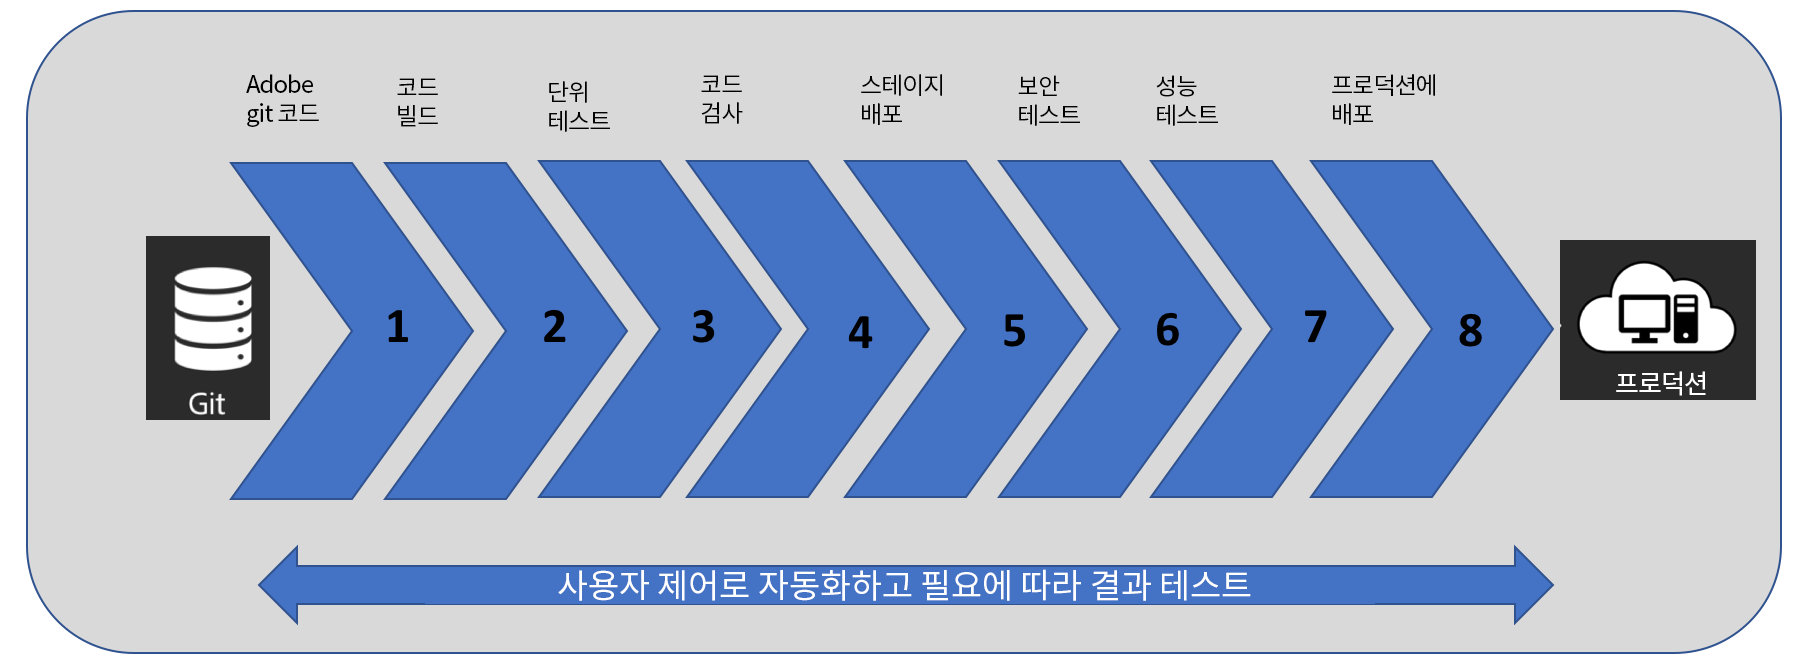 Adobe
git 코드
코드
빌드
단위
테스트
코드
검사
스테이지
배포
보안
테스트
성능
테스트
프로덕션에
배포
1
2
3
4
5
6
7
8
Git
프로덕션
사용자 제어로 자동화하고 필요에 따라 결과 테스트